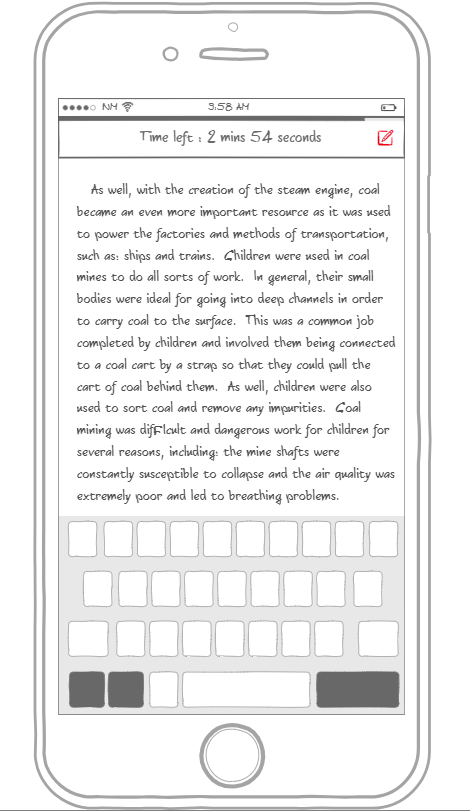 NM 3:58 AM
Time left : 2 mins 54 seconds
As well, with the creation of the steam engine, coal
became an even more important resource as it was used
to power the factories and methods of transportation,
such as: ships and trains. Children were used in coal
mines to do all sorts of work. In general, their small
bodies were ideal for going into deep channels in order
to carry coal to the surface. This was a common job
completed by children and involved them being connected
to a coal cart by a strap so that they could pull the
cart of coal behind them. As well, children were also
used to sort coal and remove any impurities. Coal
mining was difficult and dangerous work for children for
several reasons, including: the mine shafts were
constantly susceptible to collapse and the air quality was
extremely poor and led to breathing problems.